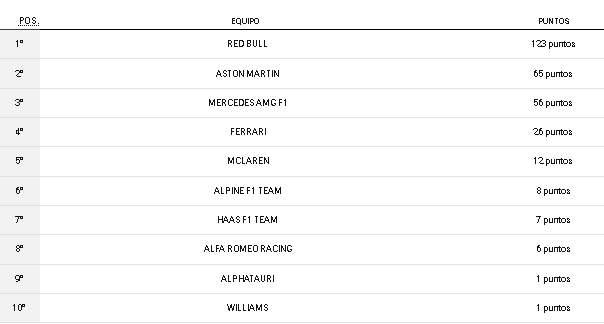 POS. EQUIPO PUNTOS
1º RED BULL 123 puntos
2º ASTON MARTIN 65 puntos
3º MERCEDES AMG F1 56 puntos
4º FERRARI 26 puntos
5º MCLAREN 12 puntos
6º ALPINE F1 TEAM 8 puntos
7º HAAS F1 TEAM 7 puntos
8º ALFA ROMEO RACING 6 puntos
9º ALPHATAURI 1 puntos
10º WILLIAMS 1 puntos